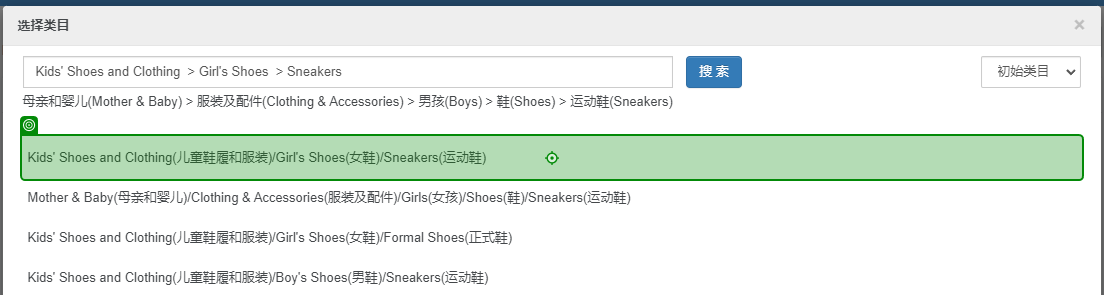 选择类目 ×
Kids' Shoes and Clothing > Girl's Shoes > Sneakers 搜 索 初始类目
母亲和婴儿(Mother & Baby) > 服装及配件(Clothing & Accessories) > 男孩(Boys) > 鞋(Shoes) > 运动鞋(Sneakers)
Kids' Shoes and Clothing(儿童鞋履和服装)/Girl's Shoes(女鞋)/Sneakers(运动鞋)
Mother & Baby(母亲和婴儿)/Clothing & Accessories(服装及配件)/Girls(女孩)/Shoes(鞋)/Sneakers(运动鞋)
Kids' Shoes and Clothing(儿童鞋履和服装)/Girl's Shoes(女鞋)/Formal Shoes(正式鞋)
Kids' Shoes and Clothing(儿童鞋履和服装)/Boy's Shoes(男鞋)/Sneakers(运动鞋)